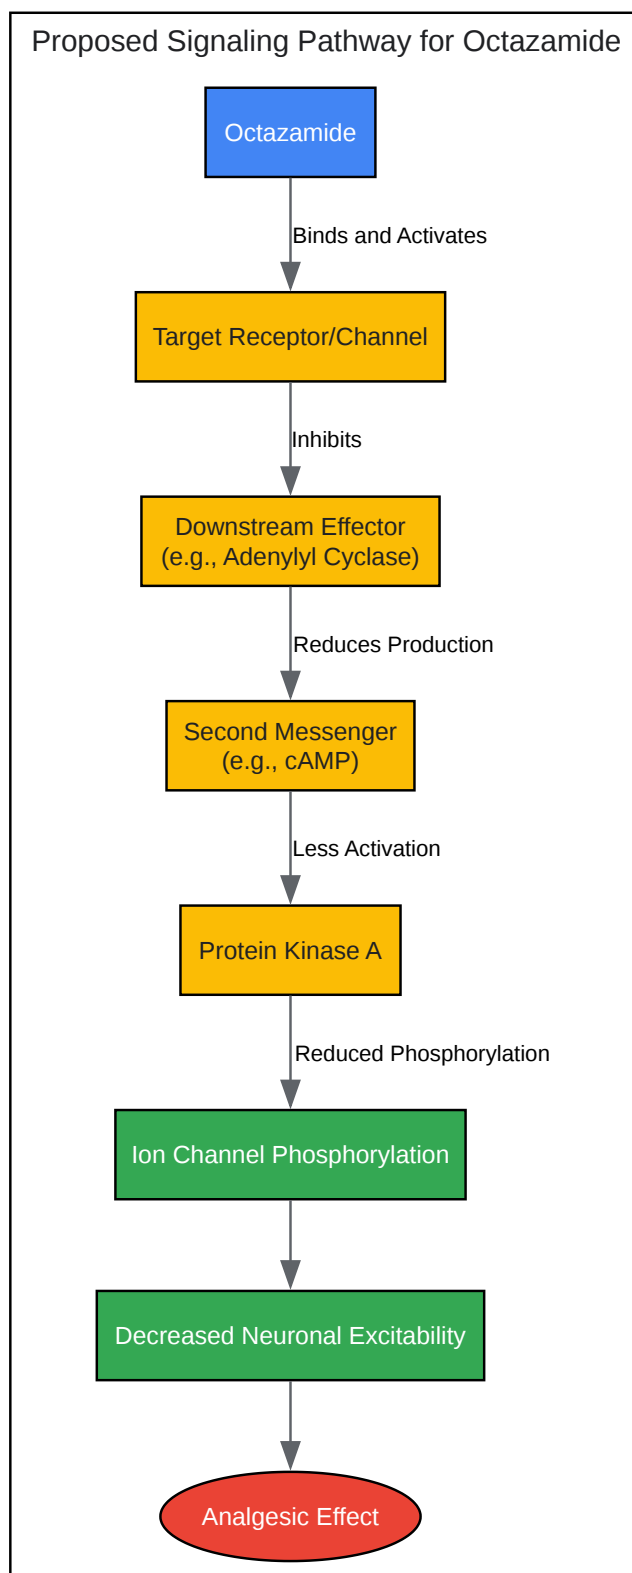 Proposed Signaling Pathway for Octazamide
Octazamide
Binds and Activates
Target Receptor/Channel
Inhibits
Downstream Effector
(e.g., Adenylyl Cyclase)
Reduces Production
Second Messenger
(e.g., cAMP)
Less Activation
Protein Kinase A
Reduced Phosphorylation
Ion Channel Phosphorylation
Decreased Neuronal Excitability
Analgesic Effect